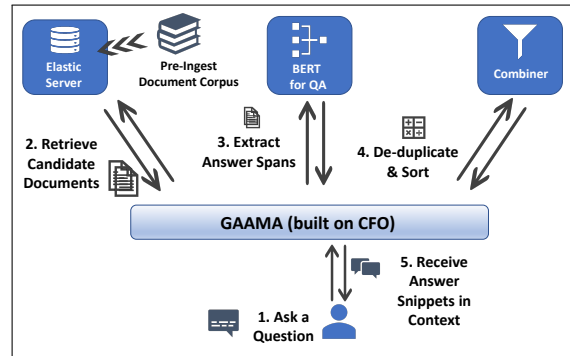 Elastic
Server
Pre-Ingest
Document Corpus
BERT
for QA
Combiner
2. Retrieve
Candidate
Documents
3. Extract
Answer Spans
4. De-duplicate
& Sort
GAAMA (built on CFO)
1. Ask a
Question
5. Receive
Answer
Snippets in
Context